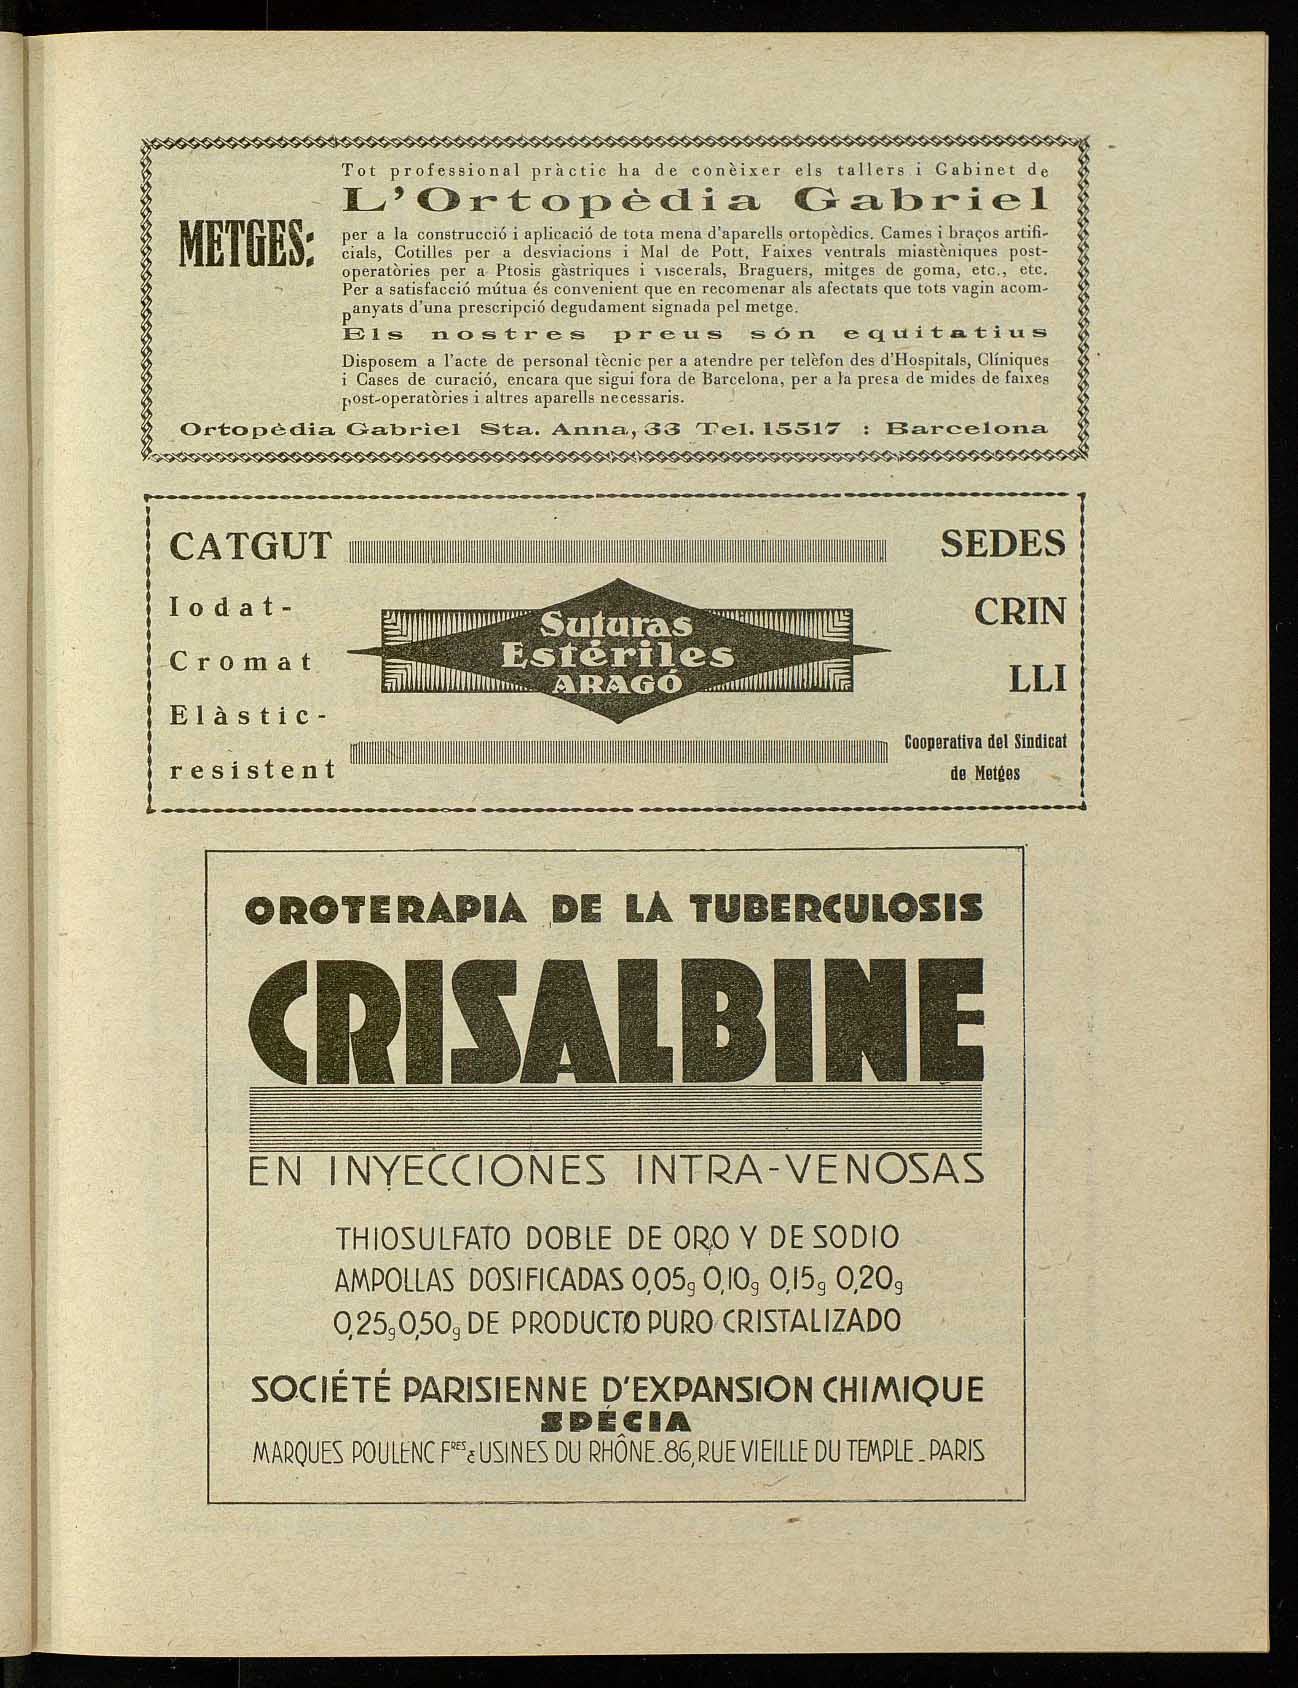 METGES:
Tot professional pràctic ha de conèixer els tallers i Gabinet de
L'Ortopèdia Gabriel
per a la construcció i aplicació de tota mena d'aparells ortopèdics. Cames i braços artifi-
cials, Cotilles per a desviacions i Mal de Pott, Faixes ventrals miastèniques post-
operatòries per a Ptosis gàstriques i viscerals, Braguers, mitges de goma, etc., etc.
Per a satisfacció mútua és convenient que en recomenar als afectats que tots vagin acom-
panyats d'una prescripció degudament signada pel metge.
Els nostres preus són equitatius
Disposem a l'acte de personal tècnic per a atendre per telèfon des d'Hospitals, Clíniques
i Cases de curació, encara que sigui fora de Barcelona, per a la presa de mides de faixes
post-operatòries i altres aparells necessaris.
Ortopèdia Gabriel Sta. Anna, 33 Tel. 15517 : Barcelona
CATGUT
Iodat-
Cromat
Elàstic-
resistent
Suturas
Estériles
ARAGÓ
SEDES
CRIN
LLI
Cooperativa del Sindicat
de Metges
OROTERAPIA DE LA TUBERCULOSIS
CRISALBINE
EN INYECCIONES INTRA-VENOSAS
THIOSULFATO DOBLE DE ORO Y DE SODIO
AMPOLLAS DOSIFICADAS 0,05g 0,10g 0,15g 0,20g
0,25g 0,50g DE PRODUCTO PURO CRISTALIZADO
SOCIÉTÉ PARISIENNE D'EXPANSION CHIMIQUE
SPÉCIA
MARQUES POULENC FRES & USINES DU RHÔNE_86, RUE VIEILLE DU TEMPLE_PARIS